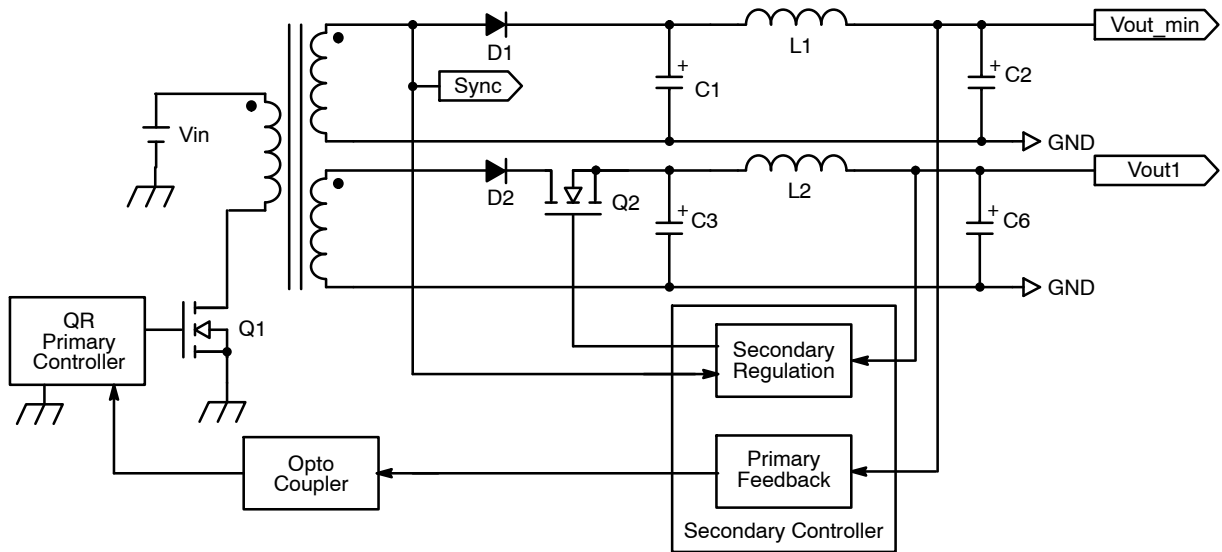 Vout_min
D1
L1
+
C1
+
C2
Sync
Vin
GND
Vout1
D2
Q2
L2
+
C3
+
C6
GND
QR
Primary
Controller
Q1
Secondary
Regulation
Opto
Coupler
Primary
Feedback
Secondary Controller